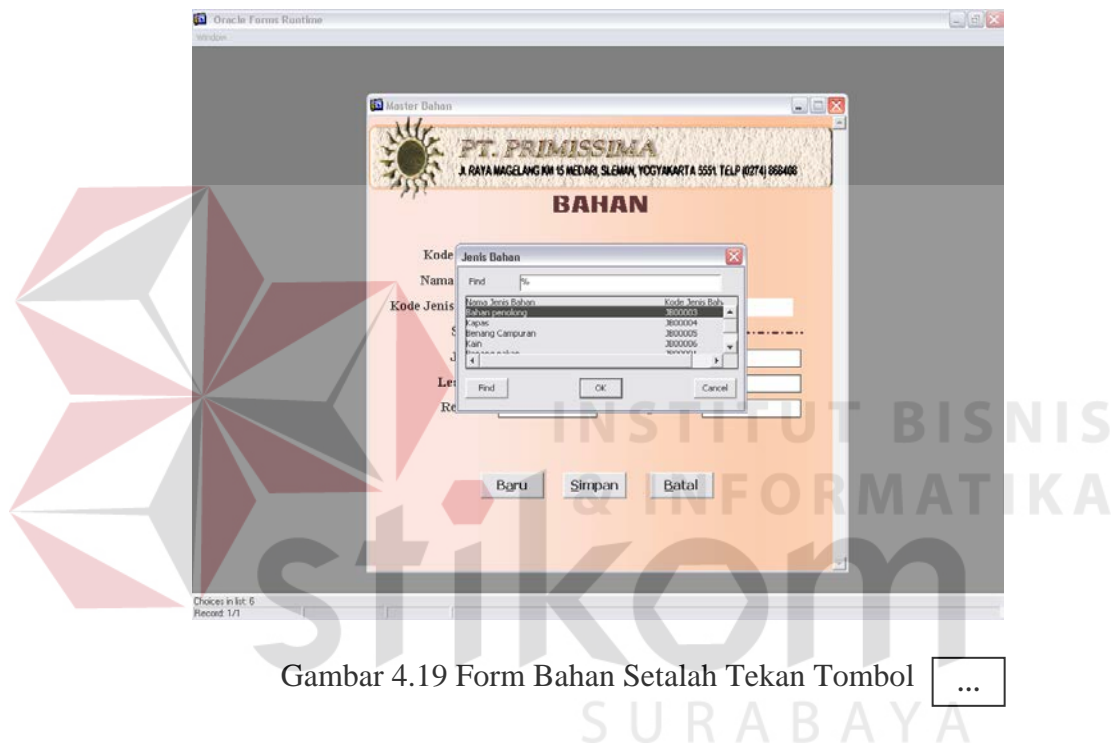 Oracle Forms Runtime
Window
Master Bahan
PT. PRIMISSIMA
JL RAYA MAGELANG KM 15 MEDARI, SLEMAN, YOGYAKARTA 5551, TELP (0274) 868408
BAHAN
Kode
Jenis Bahan
Nama
Find %
Kode Jenis
Nama Jenis Bahan Kode Jenis Bah
Bahan penolong JB00003
Kapas JB00004
Benang Campuran JB00005
Kain JB00006
Find OK Cancel
Baru Simpan Batal
INSTITUT BISNIS
& INFORMATIKA
stikom
SURABAYA
Choices in list: 6
Record: 1/1
Gambar 4.19 Form Bahan Setalah Tekan Tombol ...